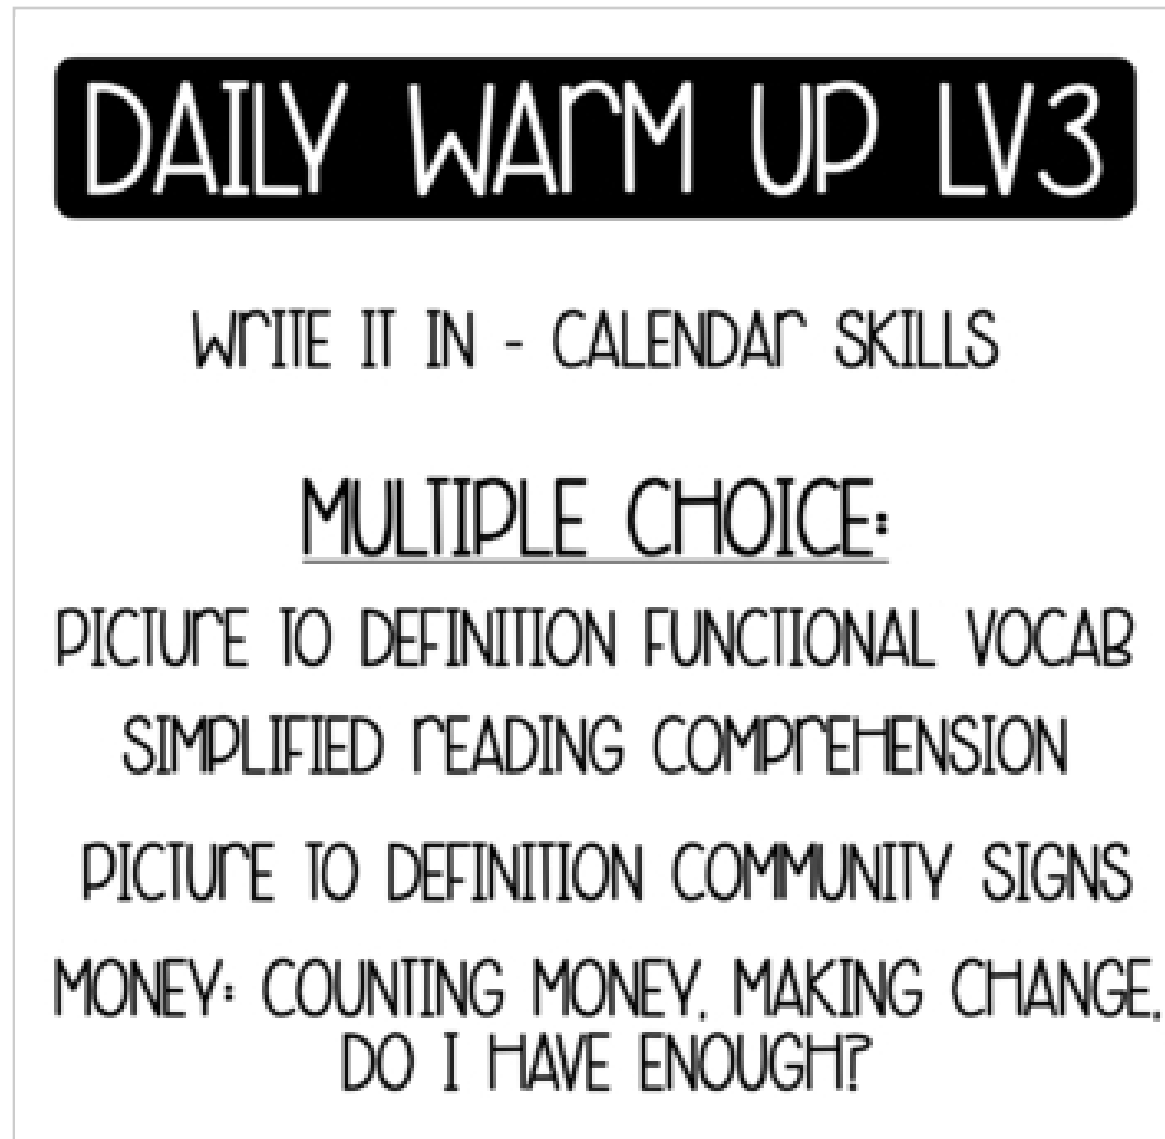 DAILY WArM UP LV3
WrITE IT IN - CALENDAr SKILLS
MULTIPLE CHOICE:
PICTUrE TO DEFINITION FUNCTIONAL VOCAB
SIMPLIFIED rEADING COMPrEHENSION
PICTUrE TO DEFINITION COMMUNITY SIGNS
MONEY: COUNTING MONEY, MAKING CHANGE,
DO I HAVE ENOUGH?